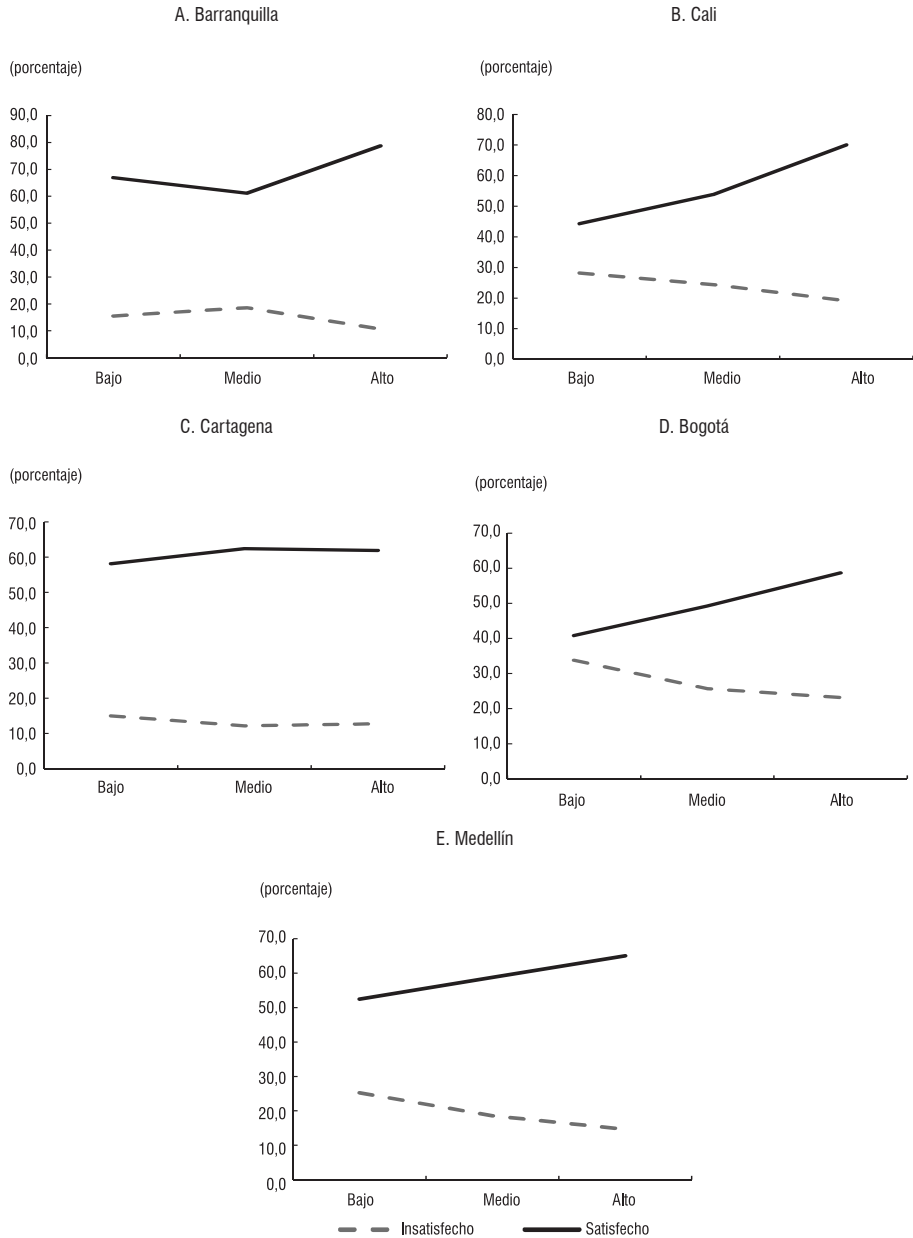 A. Barranquilla
(porcentaje)
90,0
80,0
70,0
60,0
50,0
40,0
30,0
20,0
10,0
0,0
Bajo Medio Alto
B. Cali
(porcentaje)
80,0
70,0
60,0
50,0
40,0
30,0
20,0
10,0
0,0
Bajo Medio Alto
C. Cartagena
(porcentaje)
70,0
60,0
50,0
40,0
30,0
20,0
10,0
0,0
Bajo Medio Alto
D. Bogotá
(porcentaje)
70,0
60,0
50,0
40,0
30,0
20,0
10,0
0,0
Bajo Medio Alto
E. Medellín
(porcentaje)
70,0
60,0
50,0
40,0
30,0
20,0
10,0
0,0
Bajo Medio Alto
Insatisfecho Satisfecho